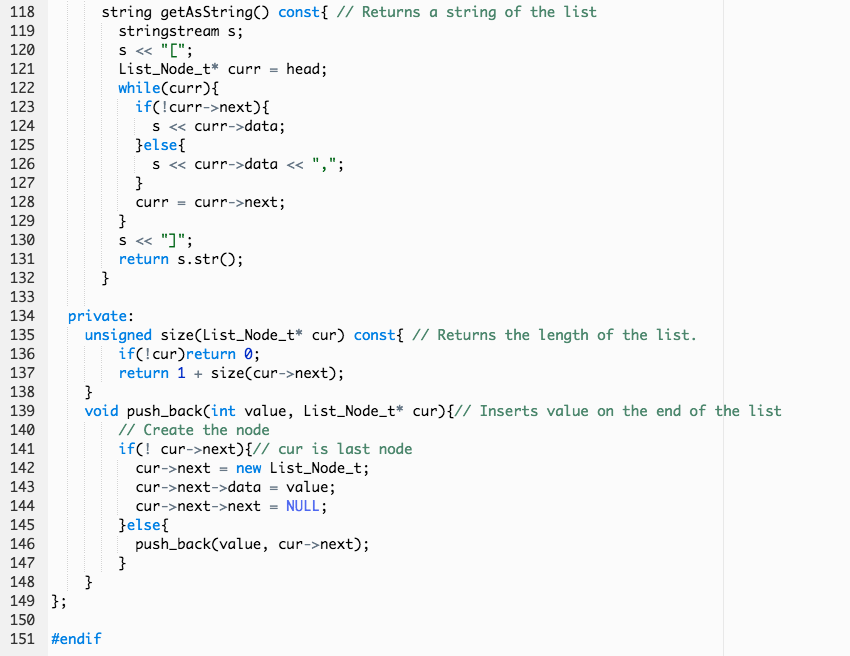 118 string getAsString() const{ // Returns a string of the list
119 stringstream s;
120 s << "[";
121 List_Node_t* curr = head;
122 while(curr){
123 if(!curr->next){
124 s << curr->data;
125 }else{
126 s << curr->data << ",";
127 }
128 curr = curr->next;
129 }
130 s << "]";
131 return s.str();
132 }
133
134 private:
135 unsigned size(List_Node_t* cur) const{ // Returns the length of the list.
136 if(!cur)return 0;
137 return 1 + size(cur->next);
138 }
139 void push_back(int value, List_Node_t* cur){// Inserts value on the end of the list
140 // Create the node
141 if(! cur->next){// cur is last node
142 cur->next = new List_Node_t;
143 cur->next->data = value;
144 cur->next->next = NULL;
145 }else{
146 push_back(value, cur->next);
147 }
148 }
149 };
150
151 #endif